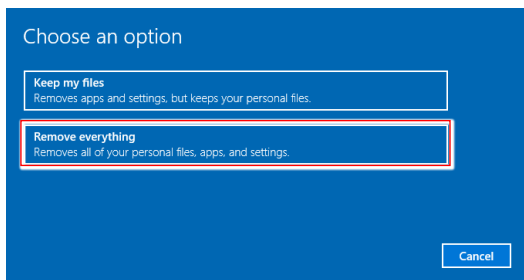 Choose an option
Keep my files
Removes apps and settings, but keeps your personal files.
Remove everything
Removes all of your personal files, apps, and settings.
Cancel